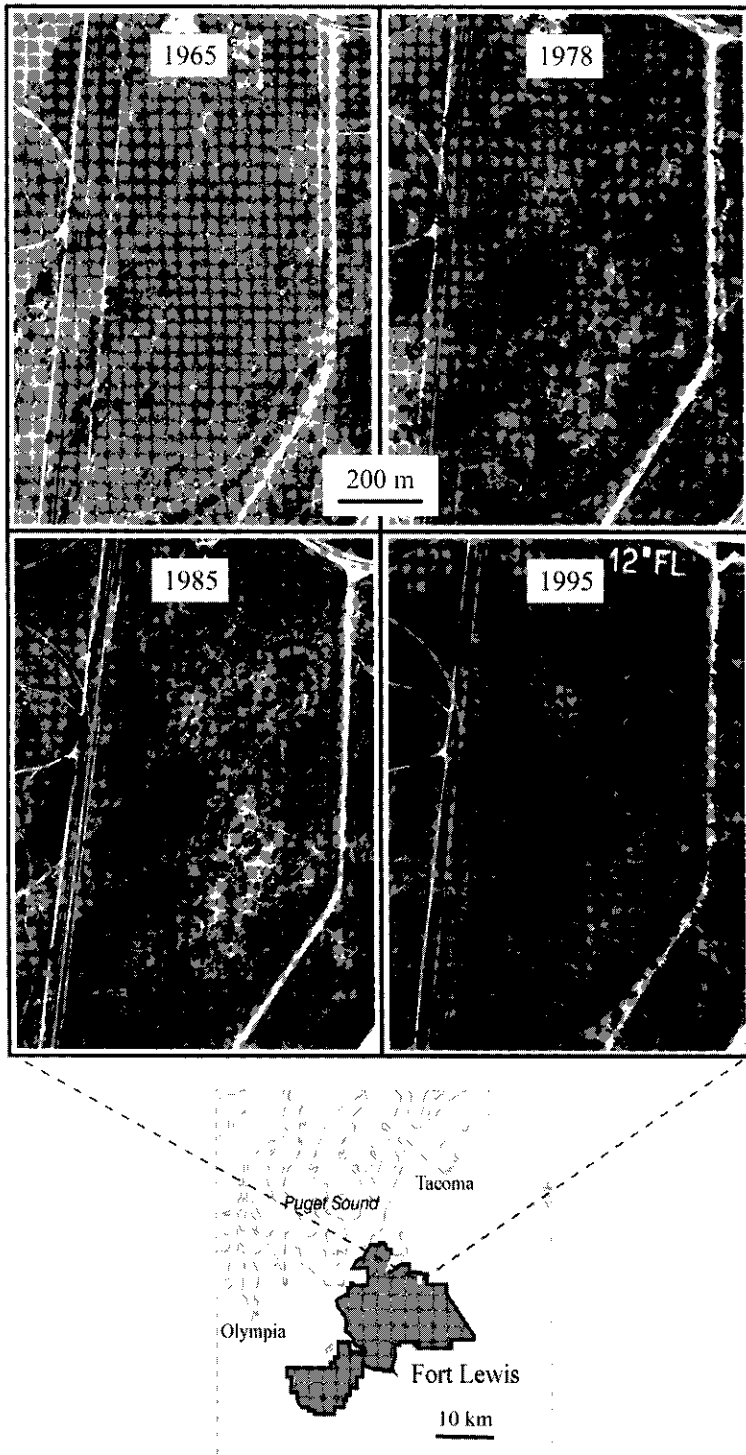 1965
1978
200 m
1985
1995
12"FL
Tacoma
Puget Sound
Olympia
Fort Lewis
10 km